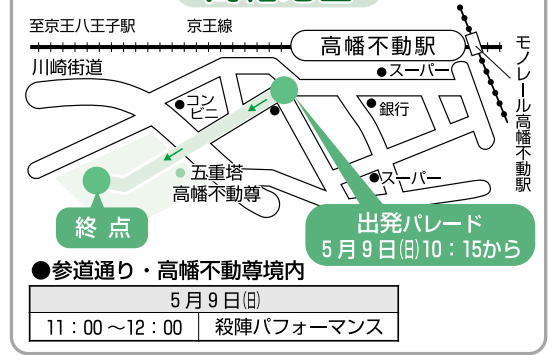 至京王八王子駅
京王線
高幡不動駅
川崎街道
スーパー
モノレール高幡不動駅
コン
ビニ
銀行
五重塔
高幡不動尊
スーパー
終点
出発パレード
5月9日(日)10：15から
●参道通り・高幡不動尊境内
5月9日(日)
11：00～12：00
殺陣パフォーマンス